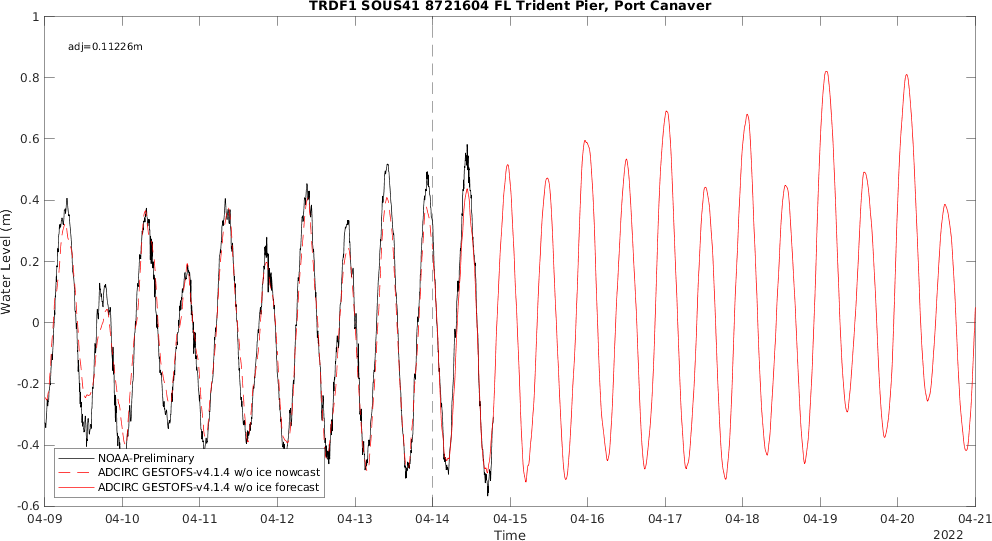 TRDF1 SOUS41 8721604 FL Trident Pier, Port Canaver
adj=0.11226m
1
0.8
0.6
0.4
0.2
0
-0.2
-0.4
-0.6
Water Level (m)
NOAA-Preliminary
ADCIRC GESTOFS-v4.1.4 w/o ice nowcast
ADCIRC GESTOFS-v4.1.4 w/o ice forecast
04-09 04-10 04-11 04-12 04-13 04-14 04-15 04-16 04-17 04-18 04-19 04-20 04-21
Time
2022